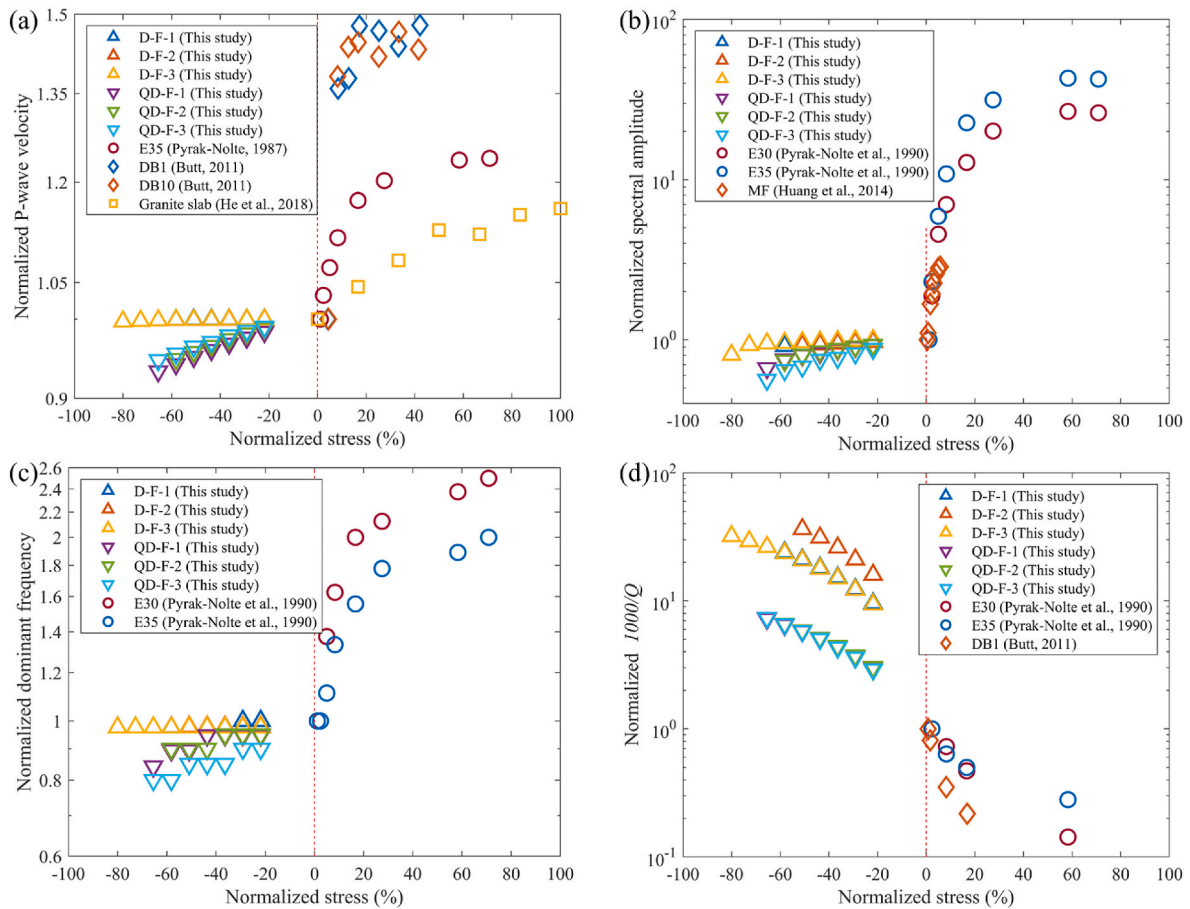 (a)
1.5
1.35
1.2
1.05
0.9
Normalized P-wave velocity
D-F-1 (This study)
D-F-2 (This study)
D-F-3 (This study)
QD-F-1 (This study)
QD-F-2 (This study)
QD-F-3 (This study)
E35 (Pyrak-Nolte, 1987)
DB1 (Butt, 2011)
DB10 (Butt, 2011)
Granite slab (He et al., 2018)
-100 -80 -60 -40 -20 0 20 40 60 80 100
Normalized stress (%)
(b)
10^2
10^1
10^0
Normalized spectral amplitude
D-F-1 (This study)
D-F-2 (This study)
D-F-3 (This study)
QD-F-1 (This study)
QD-F-2 (This study)
QD-F-3 (This study)
E30 (Pyrak-Nolte et al., 1990)
E35 (Pyrak-Nolte et al., 1990)
MF (Huang et al., 2014)
-100 -80 -60 -40 -20 0 20 40 60 80 100
Normalized stress (%)
(c)
2.6
2.4
2.2
2
1.8
1.6
1.4
1.2
1
0.8
0.6
Normalized dominant frequency
D-F-1 (This study)
D-F-2 (This study)
D-F-3 (This study)
QD-F-1 (This study)
QD-F-2 (This study)
QD-F-3 (This study)
E30 (Pyrak-Nolte et al., 1990)
E35 (Pyrak-Nolte et al., 1990)
-100 -80 -60 -40 -20 0 20 40 60 80 100
Normalized stress (%)
(d)
10^2
10^1
10^0
10^-1
Normalized 1000/Q
D-F-1 (This study)
D-F-2 (This study)
D-F-3 (This study)
QD-F-1 (This study)
QD-F-2 (This study)
QD-F-3 (This study)
E30 (Pyrak-Nolte et al., 1990)
E35 (Pyrak-Nolte et al., 1990)
DB1 (Butt, 2011)
-100 -80 -60 -40 -20 0 20 40 60 80 100
Normalized stress (%)